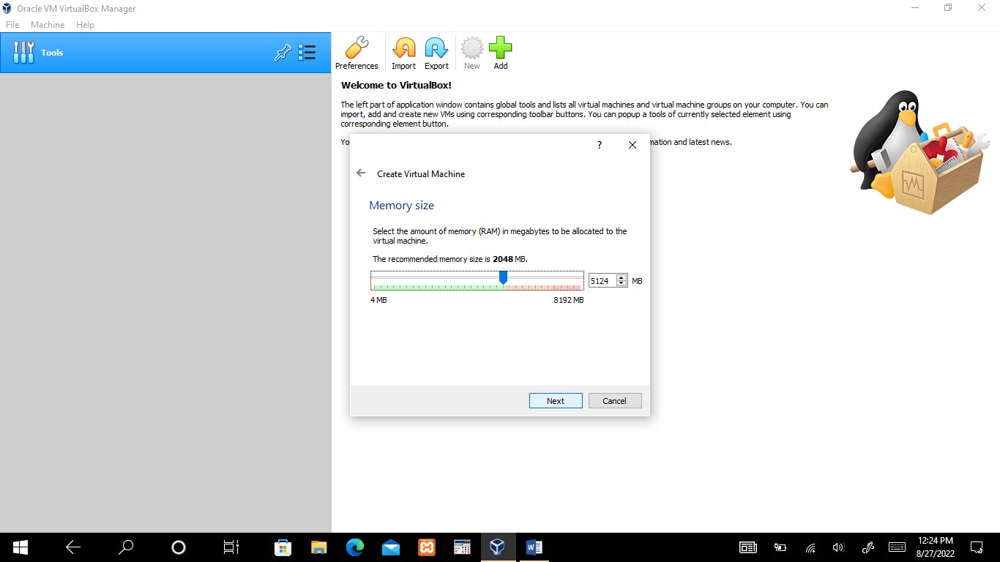 Oracle VM VirtualBox Manager
File Machine Help
Tools
Preferences Import Export New Add
Welcome to VirtualBox!
The left part of application window contains global tools and lists all virtual machines and virtual machine groups on your computer. You can
import, add and create new VMs using corresponding toolbar buttons. You can popup a tools of currently selected element using
corresponding element button.
Yo
mation and latest news.
?
Create Virtual Machine
Memory size
Select the amount of memory (RAM) in megabytes to be allocated to the
virtual machine.
The recommended memory size is 2048 MB.
5124 MB
4 MB 8192 MB
Next Cancel
12:24 PM
8/27/2022